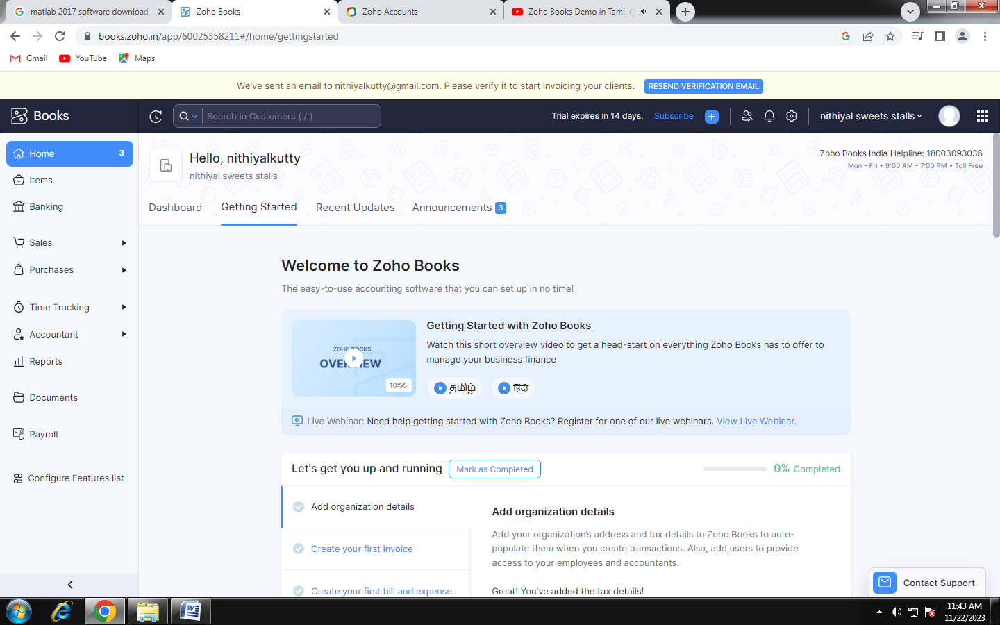 matlab 2017 software download
Zoho Books
Zoho Accounts
Zoho Books Demo in Tamil
books.zoho.in/app/60025358211#/home/gettingstarted
Gmail
YouTube
Maps
We've sent an email to nithiyalkutty@gmail.com. Please verify it to start invoicing your clients.
RESEND VERIFICATION EMAIL
Books
Search in Customers ( / )
Trial expires in 14 days.
Subscribe
nithiyal sweets stalls
Home
3
Items
Banking
Sales
Purchases
Time Tracking
Accountant
Reports
Documents
Payroll
Configure Features list
Hello, nithiyalkutty
nithiyal sweets stalls
Zoho Books India Helpline: 18003093036
Mon - Fri • 9:00 AM - 7:00 PM • Toll Free
Dashboard
Getting Started
Recent Updates
Announcements
3
Welcome to Zoho Books
The easy-to-use accounting software that you can set up in no time!
ZOHO BOOKS
OVERVIEW
10:55
Getting Started with Zoho Books
Watch this short overview video to get a head-start on everything Zoho Books has to offer to
manage your business finance
தமிழ்
हिंदी
Live Webinar: Need help getting started with Zoho Books? Register for one of our live webinars. View Live Webinar.
Let's get you up and running
Mark as Completed
0% Completed
Add organization details
Create your first invoice
Create your first bill and expense
Add organization details
Add your organization’s address and tax details to Zoho Books to auto-
populate them when you create transactions. Also, add users to provide
access to your employees and accountants.
Great! You've added the tax details!
Contact Support
11:43 AM
11/22/2023